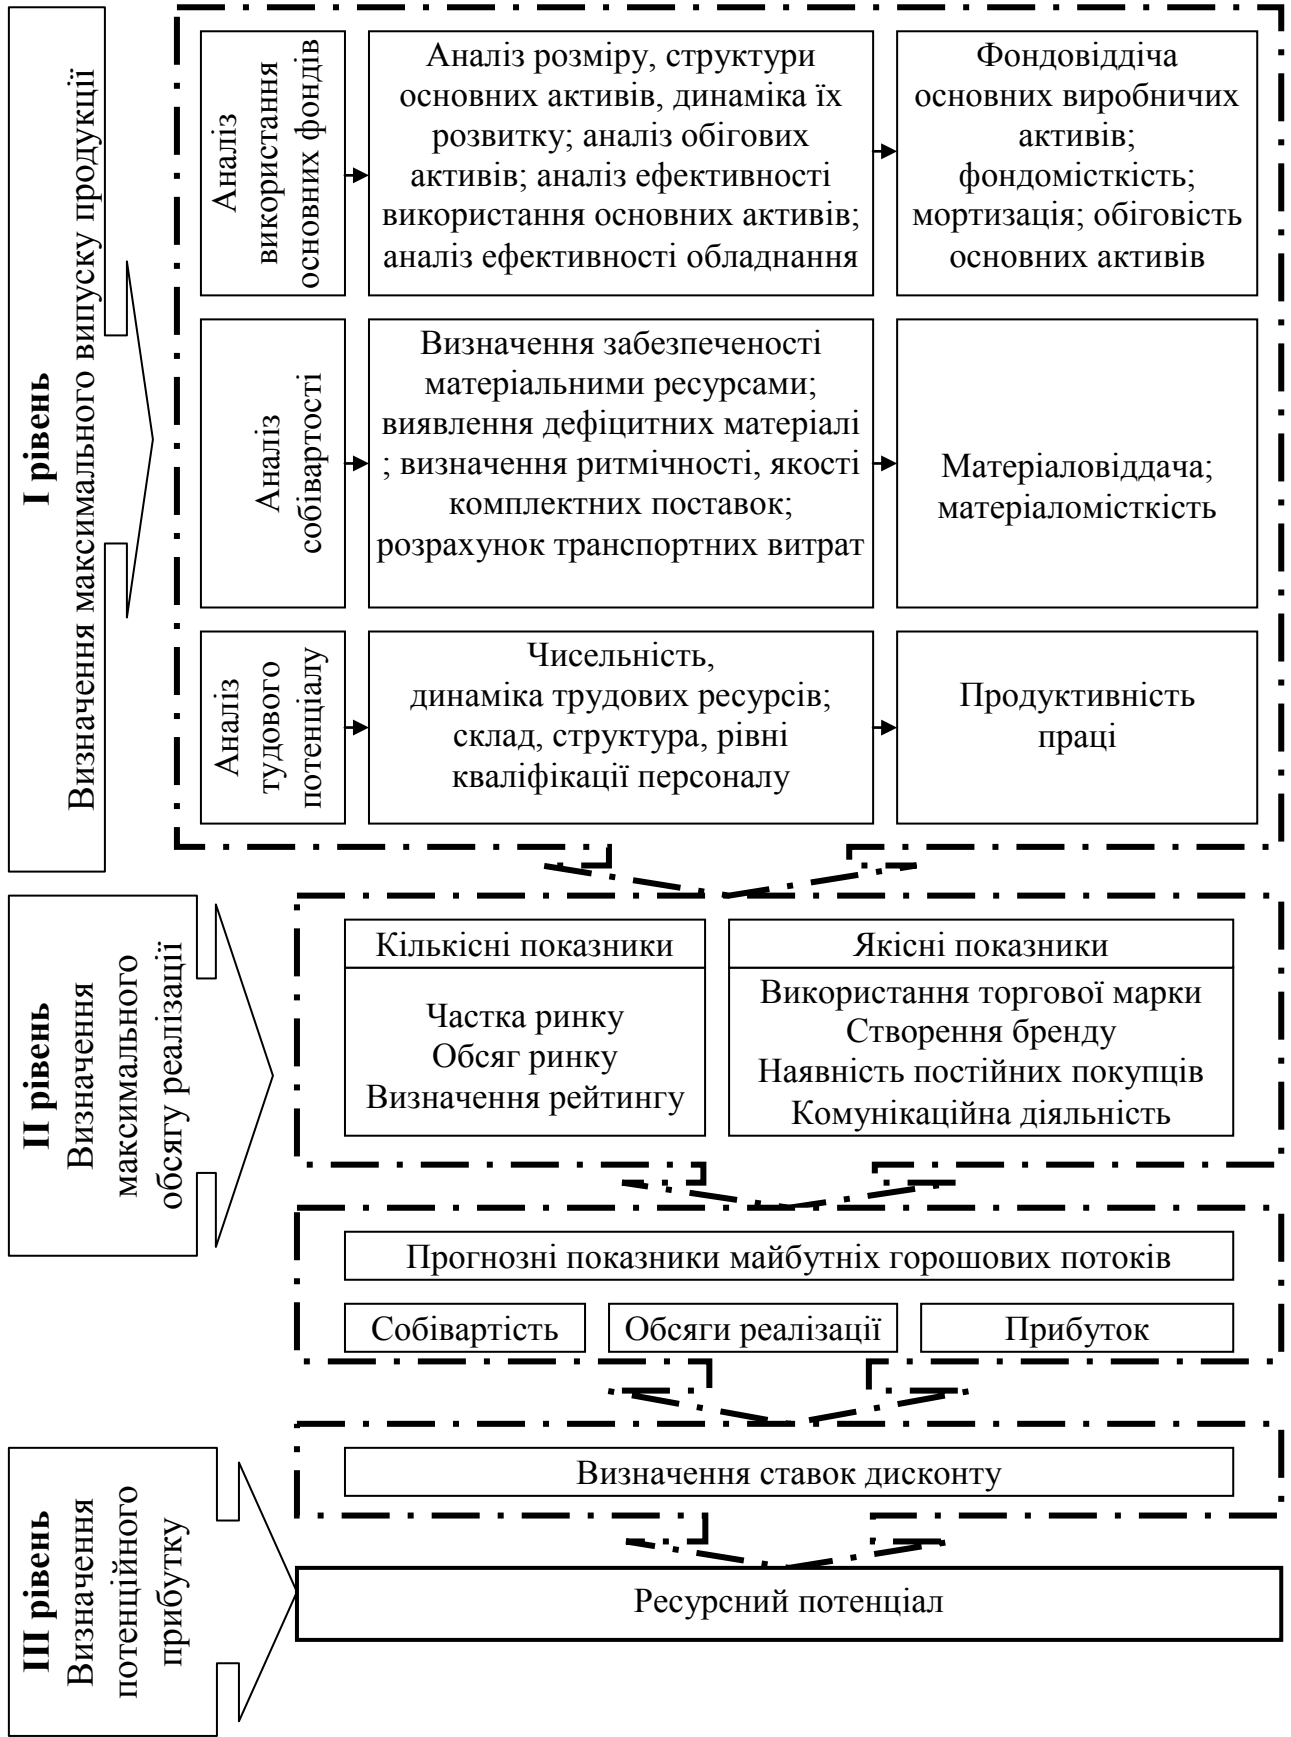 I рівень
Визначення максимального випуску продукції
Аналіз
використання
основних фондів
Аналіз розміру, структури
основних активів, динаміка їх
розвитку; аналіз обігових
активів; аналіз ефективності
використання основних активів;
аналіз ефективності обладнання
Фондовіддіча
основних виробничих
активів;
фондомісткість;
мортизація; обіговість
основних активів
Аналіз
собівартості
Визначення забезпеченості
матеріальними ресурсами;
виявлення дефіцитних матеріалі
; визначення ритмічності, якості
комплектних поставок;
розрахунок транспортних витрат
Матеріаловіддача;
матеріаломісткість
Аналіз
тудового
потенціалу
Чисельність,
динаміка трудових ресурсів;
склад, структура, рівні
кваліфікації персоналу
Продуктивність
праці
II рівень
Визначення
максимального
обсягу реалізації
Кількісні показники
Частка ринку
Обсяг ринку
Визначення рейтингу
Якісні показники
Використання торгової марки
Створення бренду
Наявність постійних покупців
Комунікаційна діяльність
Прогнозні показники майбутніх горошових потоків
Собівартість
Обсяги реалізації
Прибуток
III рівень
Визначення
потенційного
прибутку
Визначення ставок дисконту
Ресурсний потенціал